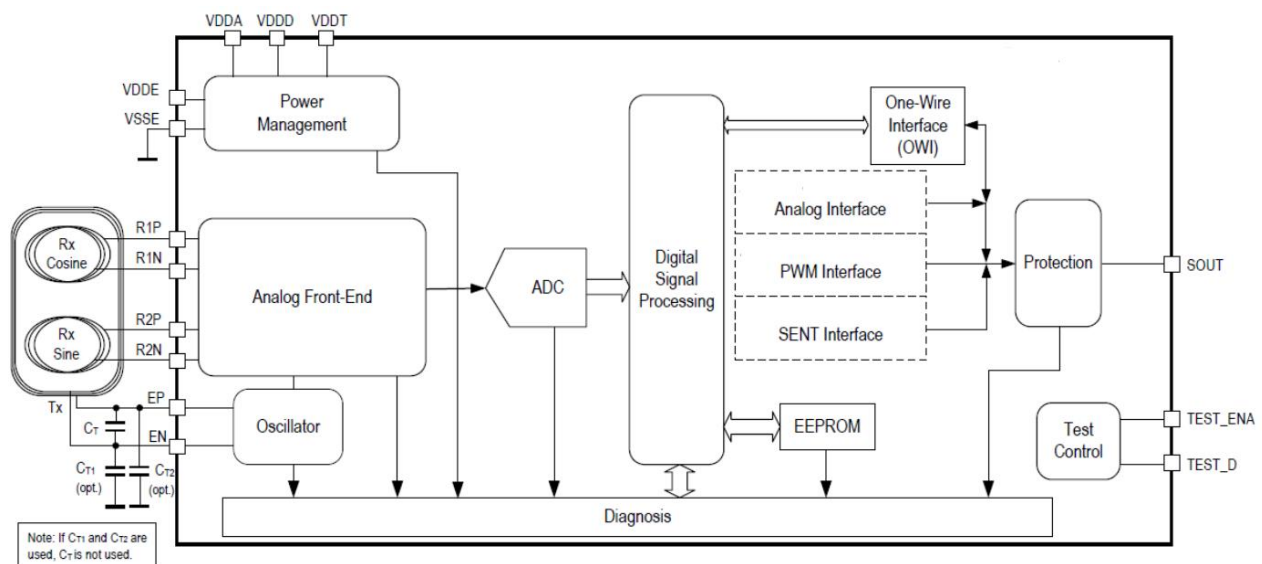 VDDA VDDD VDDT
VDDE
VSSE
Power
Management
One-Wire
Interface
(OWI)
R1P
R1N
R2P
R2N
Rx
Cosine
Rx
Sine
Tx
Analog Front-End
ADC
Digital
Signal
Processing
Analog Interface
PWM Interface
SENT Interface
Protection
SOUT
EP
EN
CT
CT1
(opt.)
CT2
(opt.)
Oscillator
EEPROM
Test
Control
TEST_ENA
TEST_D
Diagnosis
Note: If CT1 and CT2 are
used, CT is not used.